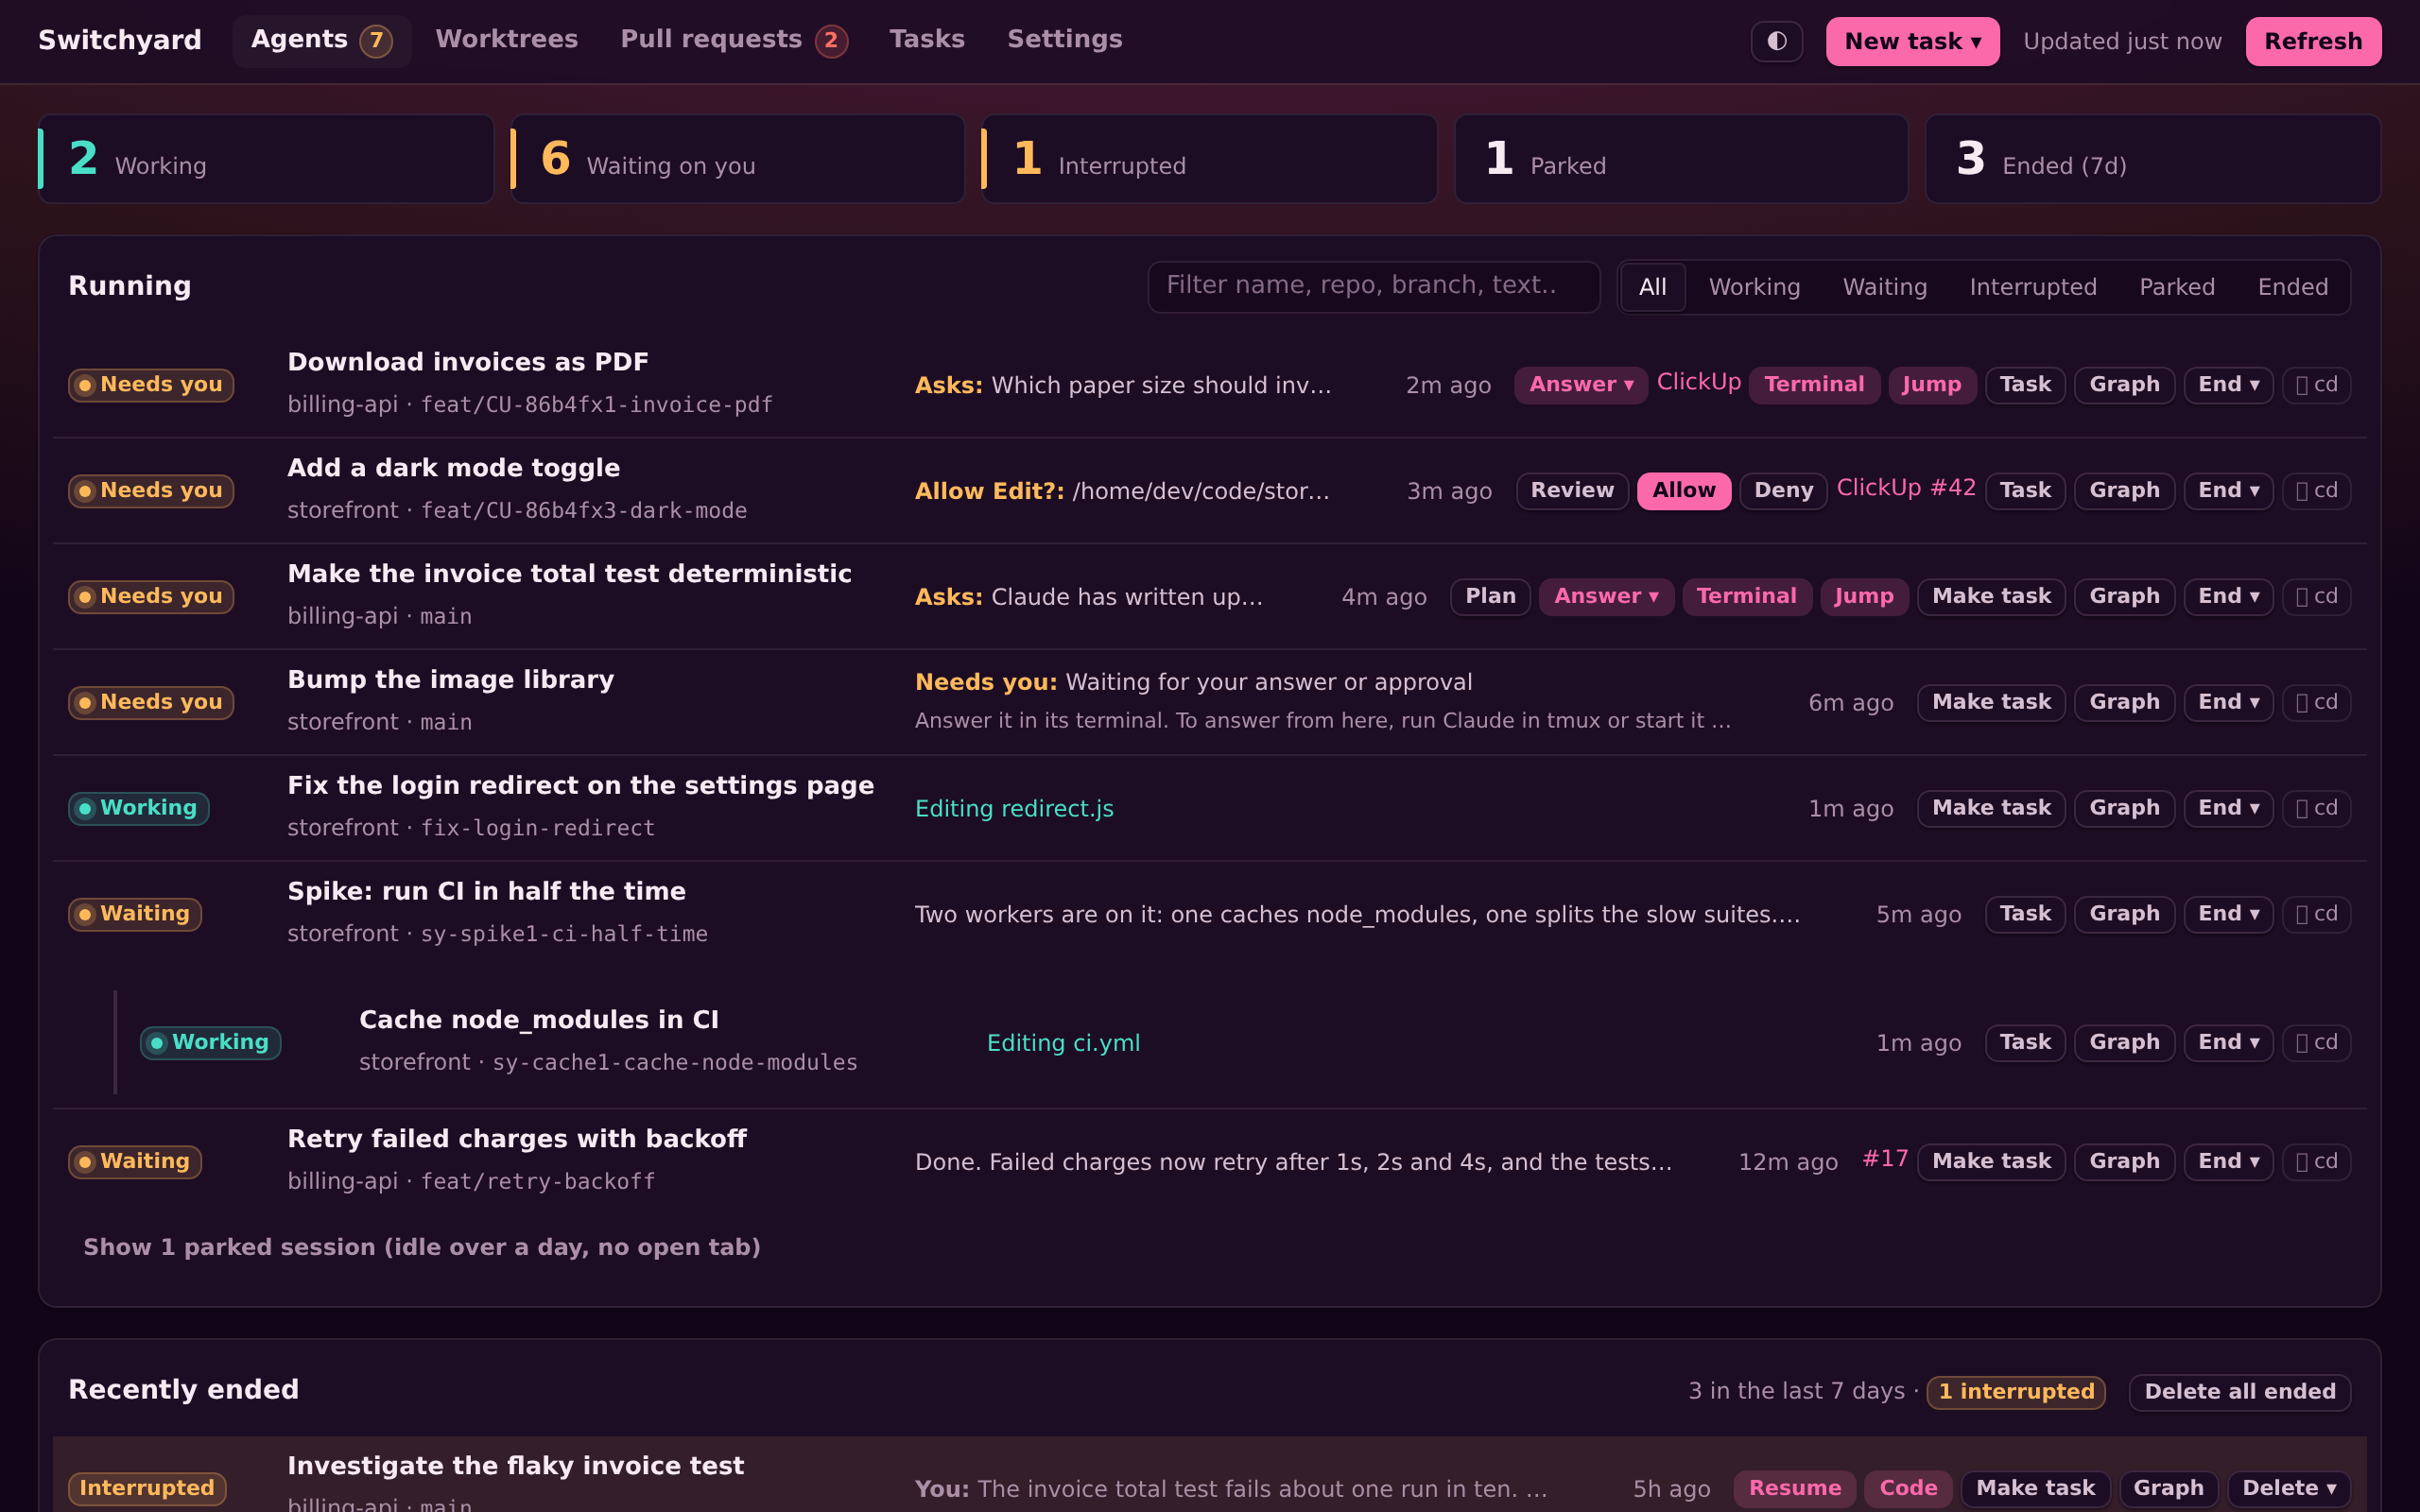 Switchyard Agents 7 Worktrees Pull requests 2 Tasks Settings New task ▾ Updated just now Refresh
2 Working 6 Waiting on you 1 Interrupted 1 Parked 3 Ended (7d)
Running Filter name, repo, branch, text.. All Working Waiting Interrupted Parked Ended
Needs you Download invoices as PDF Asks: Which paper size should inv… 2m ago Answer ▾ ClickUp Terminal Jump Task Graph End ▾ cd
billing-api · feat/CU-86b4fx1-invoice-pdf
Needs you Add a dark mode toggle Allow Edit?: /home/dev/code/stor… 3m ago Review Allow Deny ClickUp #42 Task Graph End ▾ cd
storefront · feat/CU-86b4fx3-dark-mode
Needs you Make the invoice total test deterministic Asks: Claude has written up… 4m ago Plan Answer ▾ Terminal Jump Make task Graph End ▾ cd
billing-api · main
Needs you Bump the image library Needs you: Waiting for your answer or approval 6m ago Make task Graph End ▾ cd
storefront · main Answer it in its terminal. To answer from here, run Claude in tmux or start it …
Working Fix the login redirect on the settings page Editing redirect.js 1m ago Make task Graph End ▾ cd
storefront · fix-login-redirect
Waiting Spike: run CI in half the time Two workers are on it: one caches node_modules, one splits the slow suites.… 5m ago Task Graph End ▾ cd
storefront · sy-spike1-ci-half-time
Working Cache node_modules in CI Editing ci.yml 1m ago Task Graph End ▾ cd
storefront · sy-cache1-cache-node-modules
Waiting Retry failed charges with backoff Done. Failed charges now retry after 1s, 2s and 4s, and the tests… 12m ago #17 Make task Graph End ▾ cd
billing-api · feat/retry-backoff
Show 1 parked session (idle over a day, no open tab)
Recently ended 3 in the last 7 days · 1 interrupted Delete all ended
Interrupted Investigate the flaky invoice test You: The invoice total test fails about one run in ten. … 5h ago Resume Code Make task Graph Delete ▾
billing-api · main